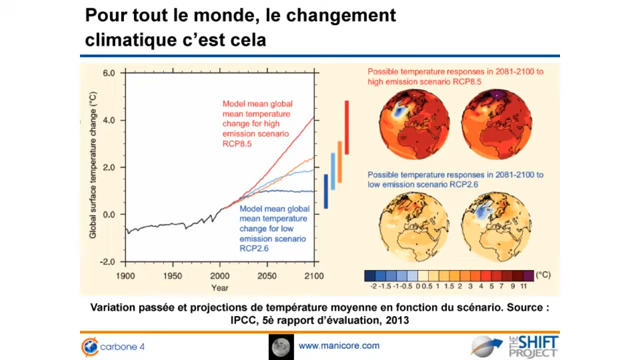 Pour tout le monde, le changement
climatique c'est cela
Global surface temperature change (°C)
6.0
4.0
2.0
0.0
-2.0
1900
1950
2000
2050
2100
Year
Model mean global
mean temperature
change for high
emission scenario
RCP8.5
Model mean global
mean temperature
change for low
emission scenario
RCP2.6
Possible temperature responses in 2081-2100 to
high emission scenario RCP8.5
Possible temperature responses in 2081-2100 to
low emission scenario RCP2.6
-2 -1.5 -1 -0.5 0 0.5 1 1.5 2 3 4 5 7 9 11
(°C)
Variation passée et projections de température moyenne en fonction du scénario. Source :
IPCC, 5è rapport d'évaluation, 2013
carbone 4
www.manicore.com
THE SHIFT
PROJECT